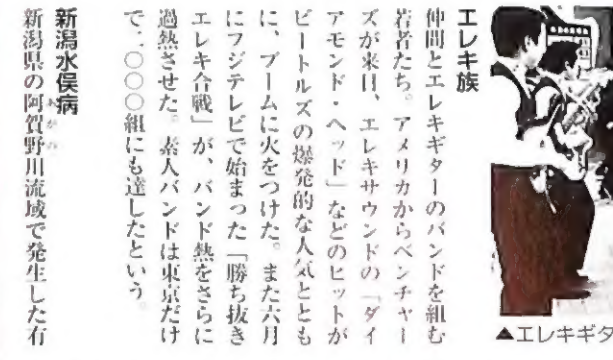 エレキ族
仲間とエレキギターのバンドを組む
若者たち。アメリカからベンチャー
ズが来日、エレキサウンドの「ダイ
アモンド・ヘッド」などのヒットが
ビートルズの爆発的な人気ととも
に、ブームに火をつけた。また六月
にフジテレビで始まった「勝ち抜き
エレキ合戦」が、バンド熱をさらに
過熱させた。素人バンドは東京だけ
で、〇〇〇組にも達したという。
新潟水俣病
新潟県の阿賀野川流域で発生した有
▲エレキギタ